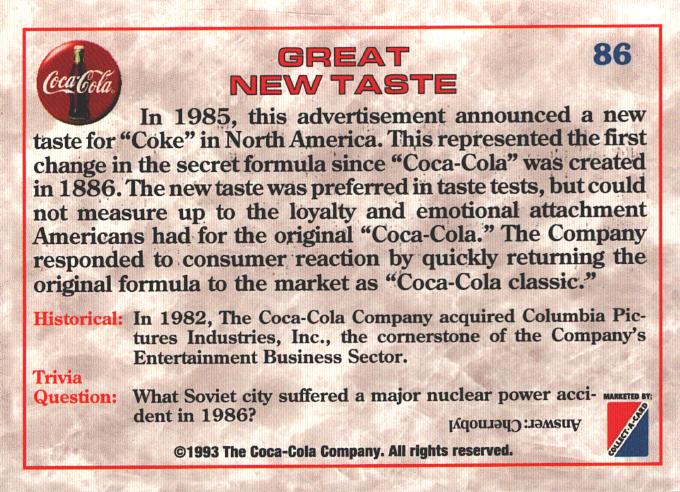 Coca-Cola
GREAT
NEW TASTE
86
In 1985, this advertisement announced a new
taste for “Coke” in North America. This represented the first
change in the secret formula since “Coca-Cola” was created
in 1886. The new taste was preferred in taste tests, but could
not measure up to the loyalty and emotional attachment
Americans had for the original “Coca-Cola.” The Company
responded to consumer reaction by quickly returning the
original formula to the market as “Coca-Cola classic.”
Historical: In 1982, The Coca-Cola Company acquired Columbia Pic-
tures Industries, Inc., the cornerstone of the Company’s
Entertainment Business Sector.
Trivia
Question: What Soviet city suffered a major nuclear power acci-
dent in 1986?
Answer: Chernobyl
MARKETED BY:
COLLECT-A-CARD
©1993 The Coca-Cola Company. All rights reserved.